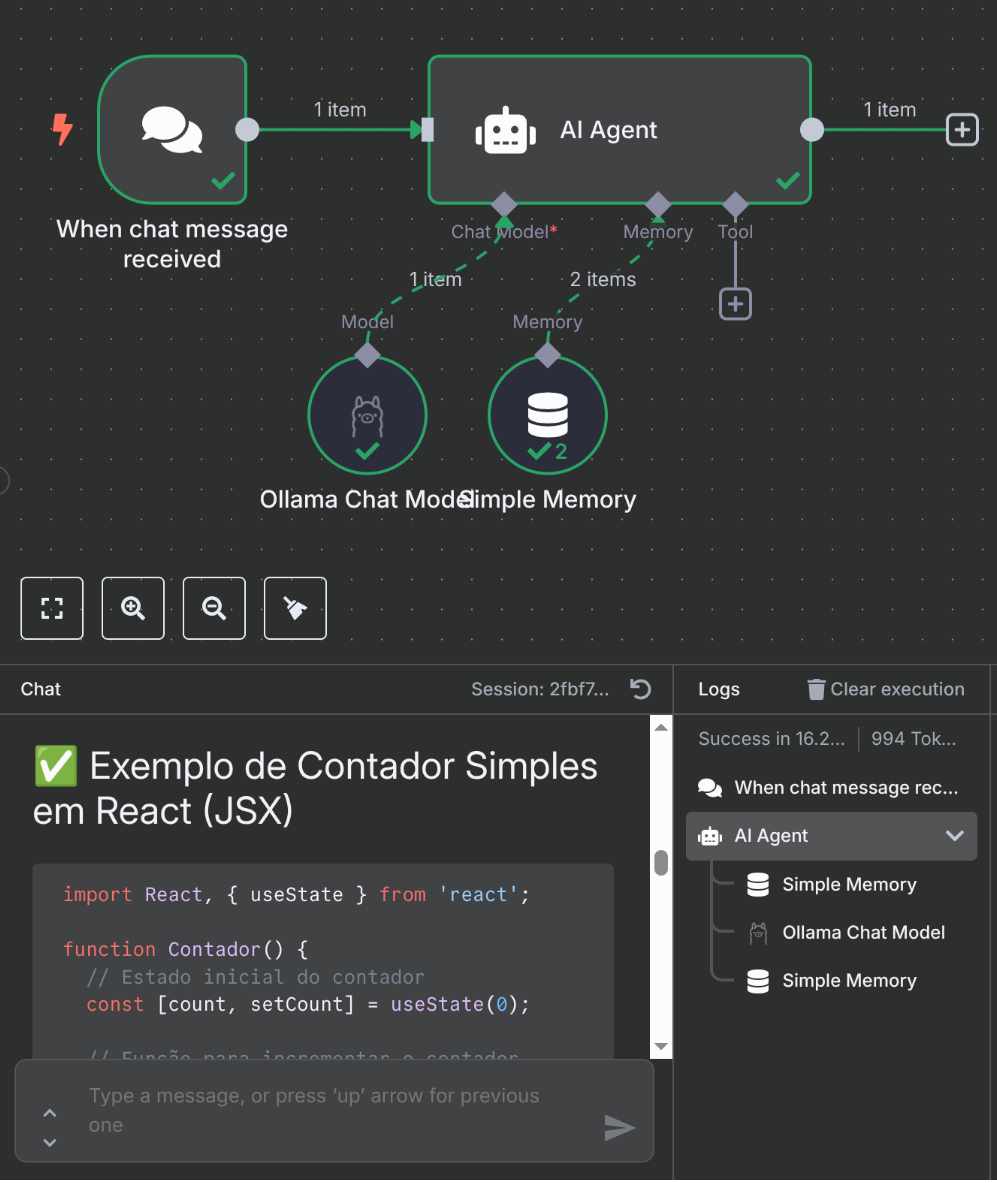 1 item
AI Agent
1 item
When chat message
received
Chat Model*
Memory
Tool
1 item
2 items
Model
Memory
2
Ollama Chat Model
Simple Memory
Chat
Session: 2fbf7...
Logs
Clear execution
✅ Exemplo de Contador Simples
em React (JSX)
import React, { useState } from 'react';
function Contador() {
// Estado inicial do contador
const [count, setCount] = useState(0);
// Função para incrementar o contador
Type a message, or press ‘up’ arrow for previous
one
Success in 16.2...
994 Tok...
When chat message rec...
AI Agent
Simple Memory
Ollama Chat Model
Simple Memory